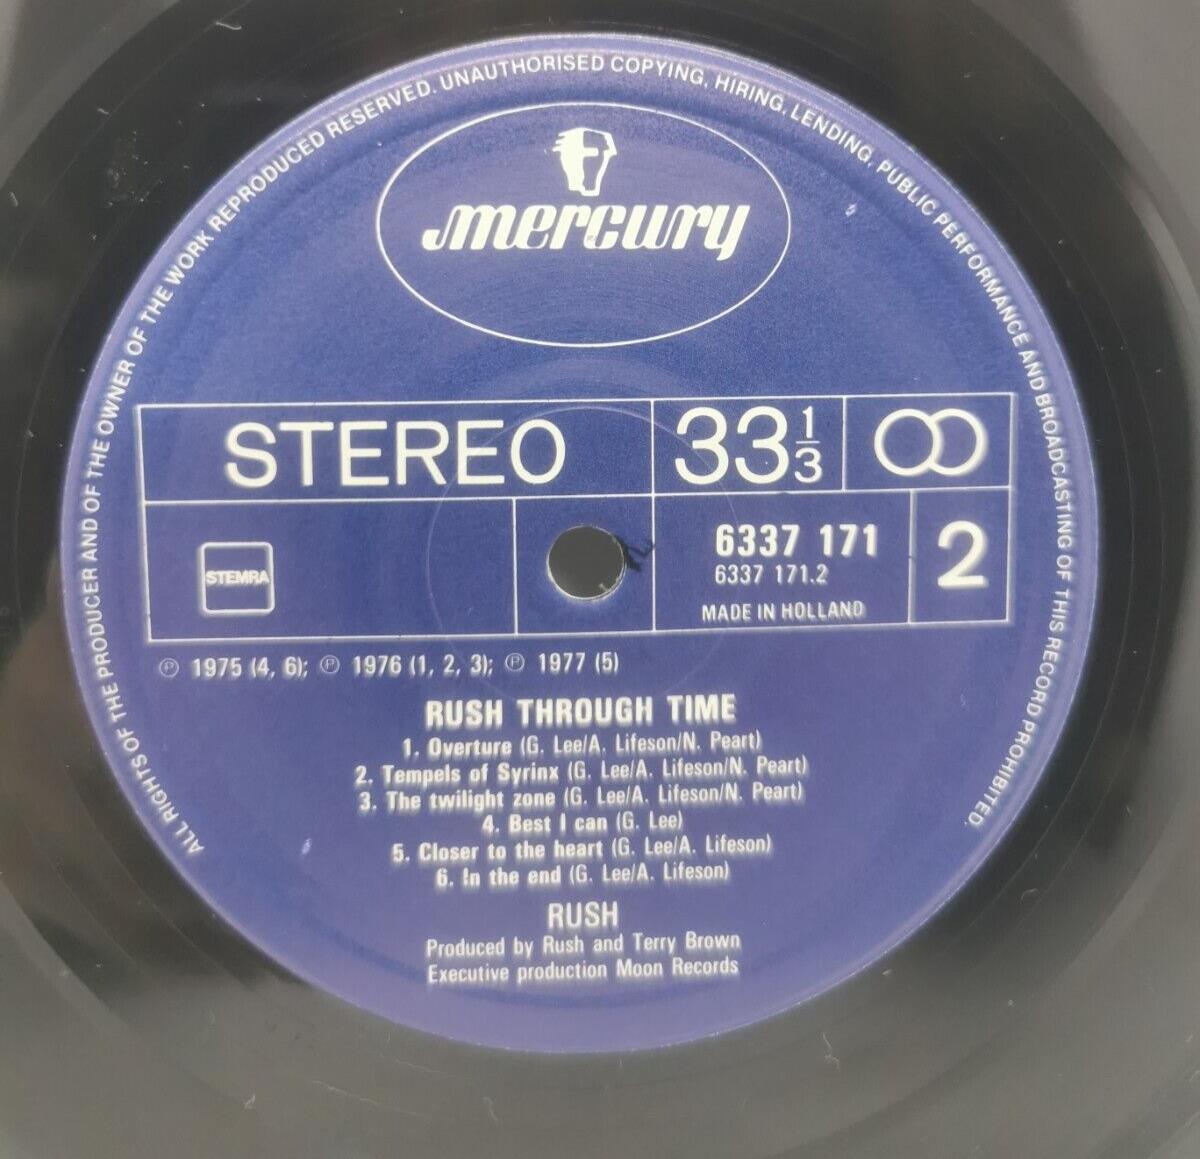 ALL RIGHTS OF THE PRODUCER AND OF THE OWNER OF THE WORK REPRODUCED RESERVED. UNAUTHORISED COPYING, HIRING, LENDING, PUBLIC PERFORMANCE AND BROADCASTING OF THIS RECORD PROHIBITED.
mercury
STEREO 33 1/3
STEMRA
6337 171
6337 171.2
MADE IN HOLLAND
2
℗ 1975 (4, 6); ℗ 1976 (1, 2, 3); ℗ 1977 (5)
RUSH THROUGH TIME
1. Overture (G. Lee/A. Lifeson/N. Peart)
2. Tempels of Syrinx (G. Lee/A. Lifeson/N. Peart)
3. The twilight zone (G. Lee/A. Lifeson/N. Peart)
4. Best I can (G. Lee)
5. Closer to the heart (G. Lee/A. Lifeson)
6. In the end (G. Lee/A. Lifeson)
RUSH
Produced by Rush and Terry Brown
Executive production Moon Records